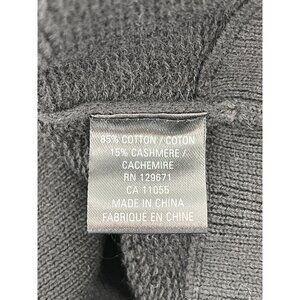 85% COTTON / COTON
15% CASHMERE /
CACHEMIRE
RN 129671
CA 11055
MADE IN CHINA
FABRIQUÉ EN CHINE